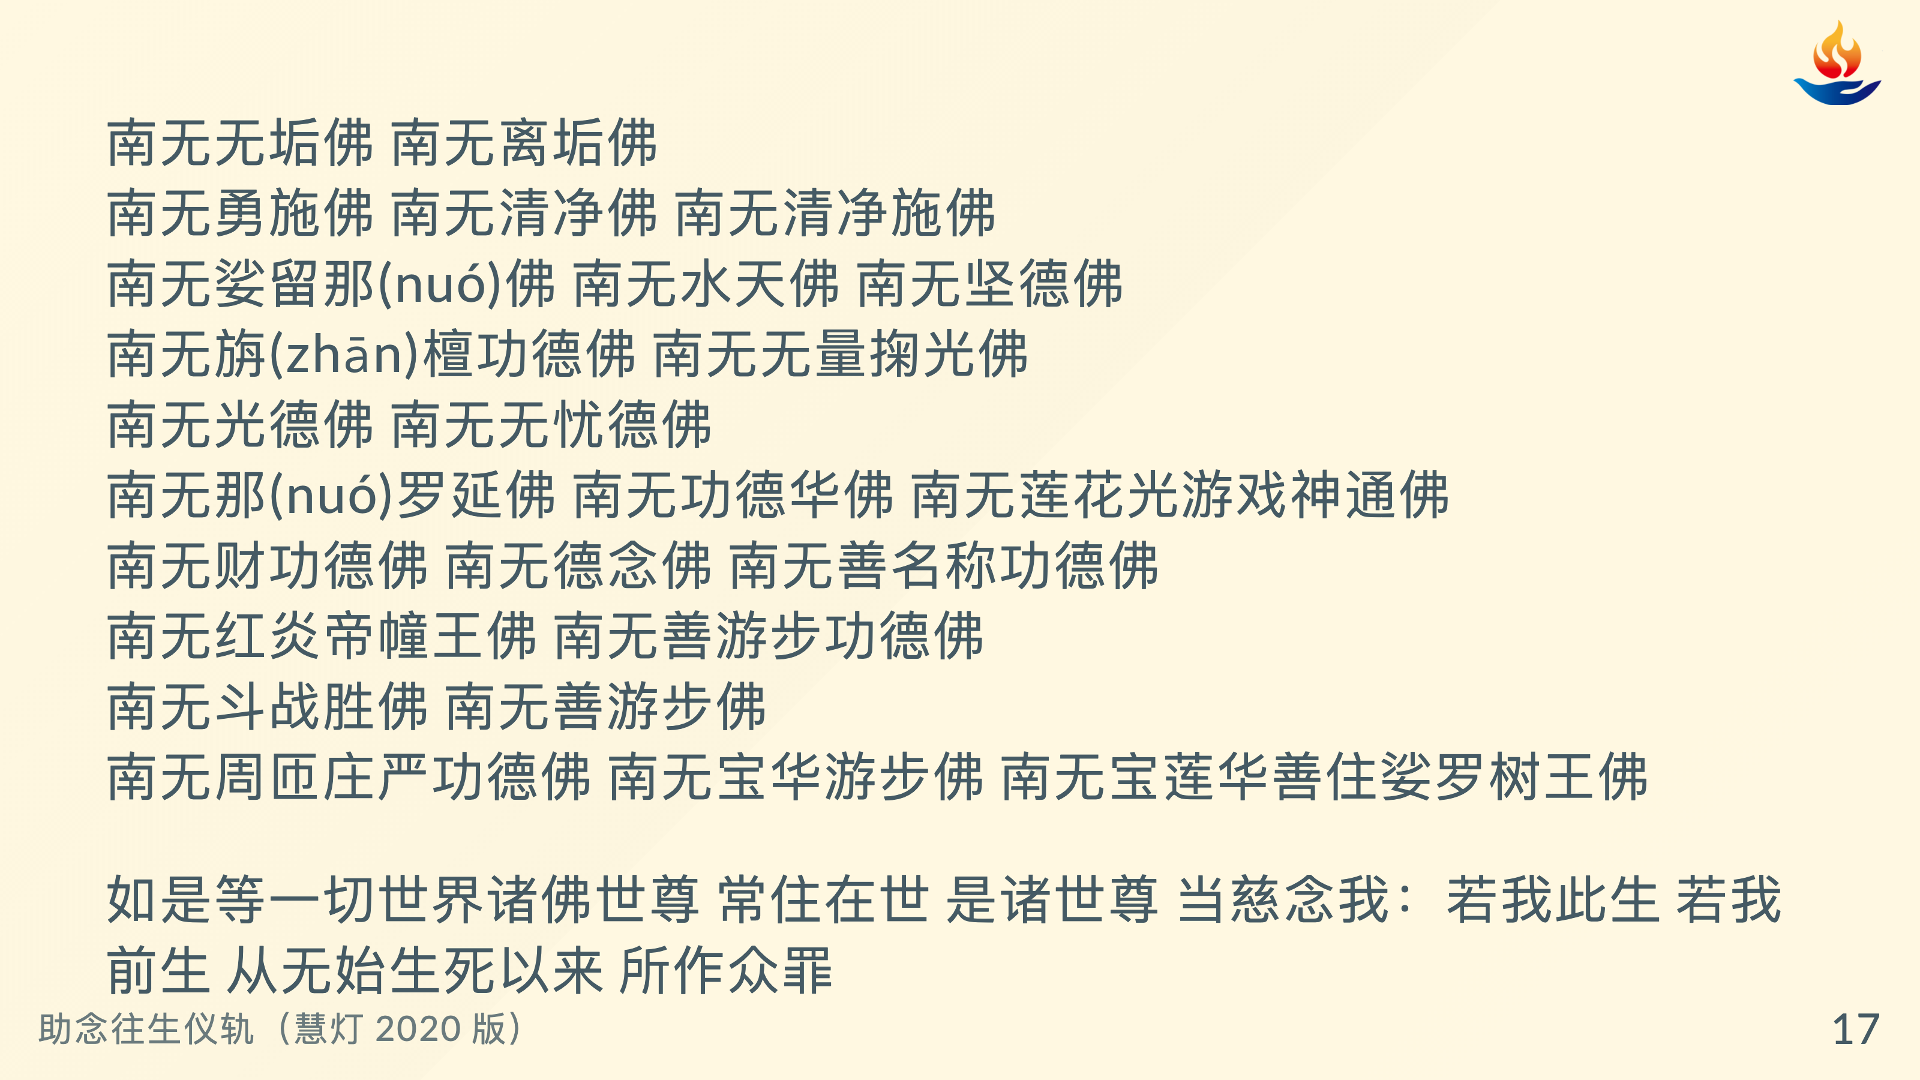 南无无垢佛 南无离垢佛
南无勇施佛 南无清净佛 南无清净施佛
南无娑留那(nuó)佛 南无水天佛 南无坚德佛
南无旃(zhān)檀功德佛 南无无量掬光佛
南无光德佛 南无无忧德佛
南无那(nuó)罗延佛 南无功德华佛 南无莲花光游戏神通佛
南无财功德佛 南无德念佛 南无善名称功德佛
南无红炎帝幢王佛 南无善游步功德佛
南无斗战胜佛 南无善游步佛
南无周匝庄严功德佛 南无宝华游步佛 南无宝莲华善住娑罗树王佛
如是等一切世界诸佛世尊 常住在世 是诸世尊 当慈念我：若我此生 若我
前生 从无始生死以来 所作众罪
助念往生仪轨（慧灯 2020 版）
17